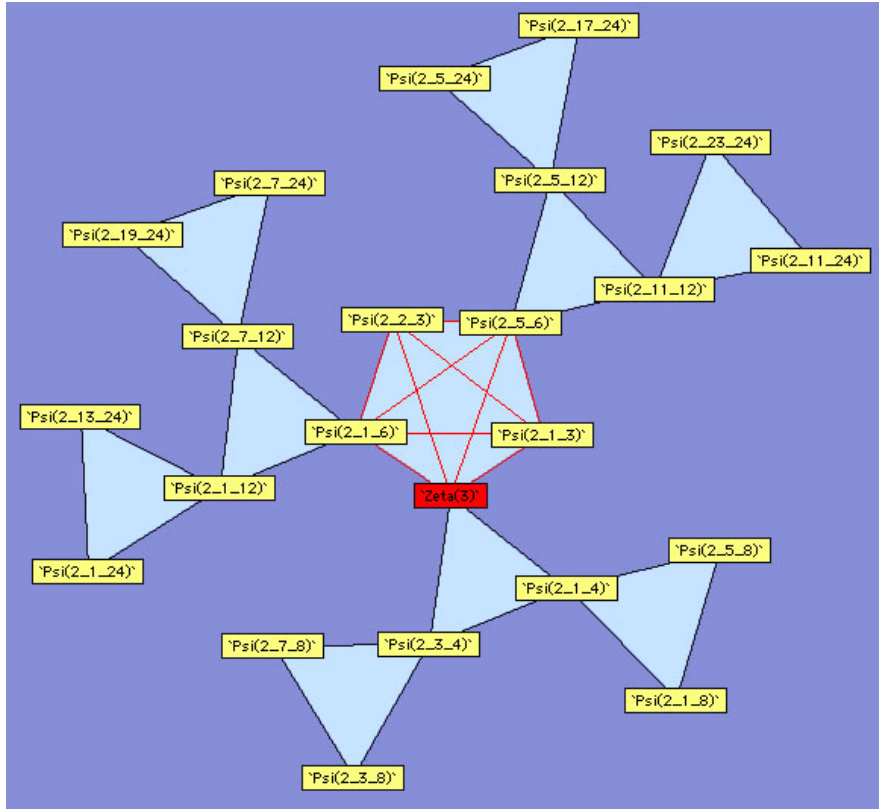 `Psi(2_17_24)`
`Psi(2_5_24)`
`Psi(2_23_24)`
`Psi(2_7_24)`
`Psi(2_5_12)`
`Psi(2_19_24)`
`Psi(2_11_24)`
`Psi(2_11_12)`
`Psi(2_2_3)`
`Psi(2_5_6)`
`Psi(2_7_12)`
`Psi(2_13_24)`
`Psi(2_1_6)`
`Psi(2_1_3)`
`Psi(2_1_12)`
`Zeta(3)`
`Psi(2_5_8)`
`Psi(2_1_24)`
`Psi(2_1_4)`
`Psi(2_7_8)`
`Psi(2_3_4)`
`Psi(2_1_8)`
`Psi(2_3_8)`